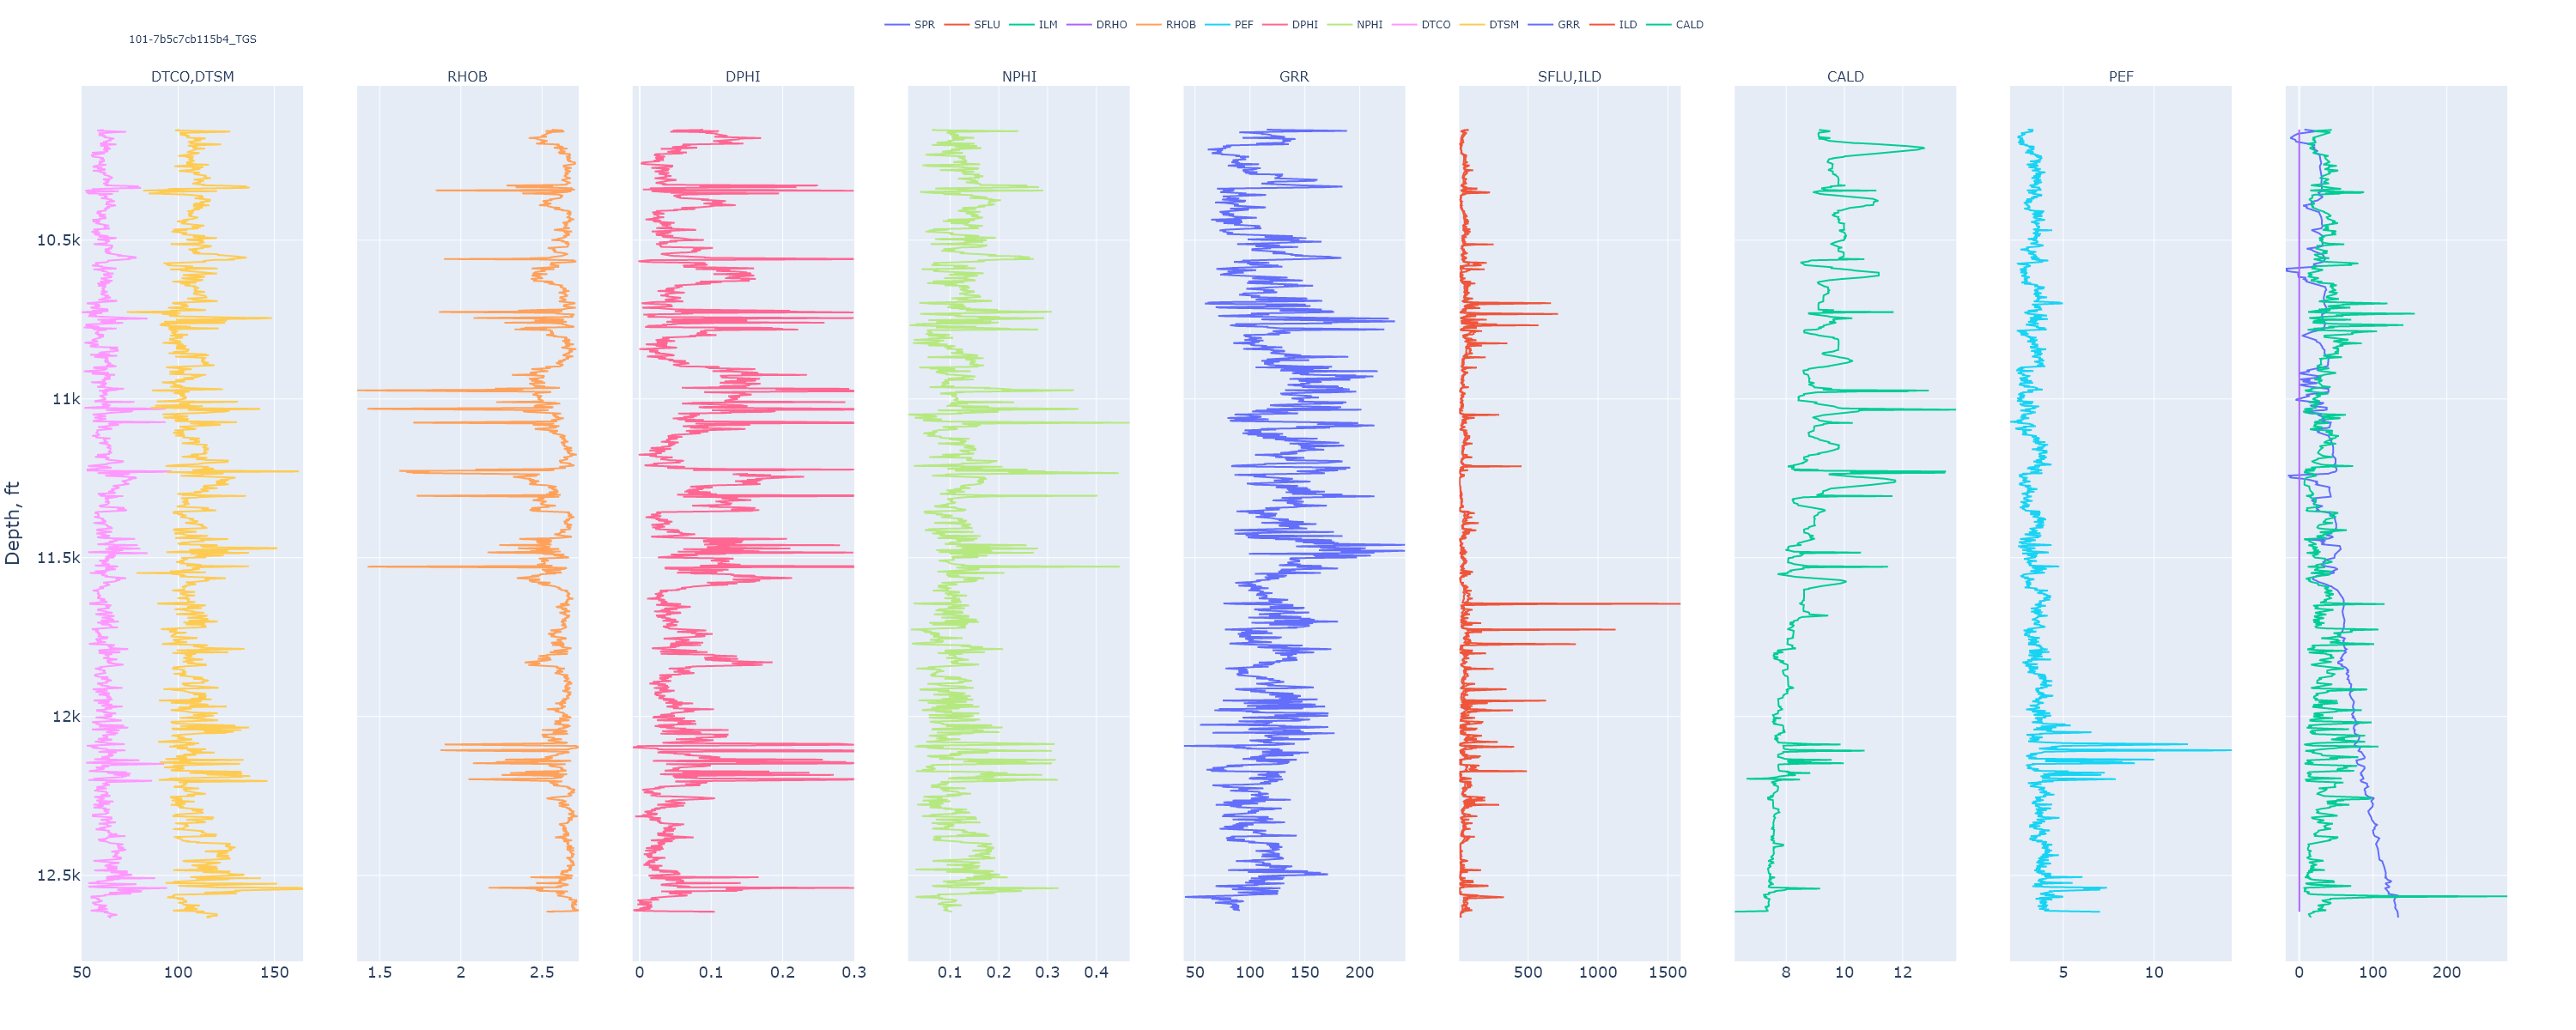 SPR SFLU ILM DRHO RHOB PEF DPHI NPHI DTCO DTSM GRR ILD CALD
101-7b5c7cb115b4_TGS
DTCO,DTSM RHOB DPHI NPHI GRR SFLU,ILD CALD PEF
Depth, ft
10.5k
11k
11.5k
12k
12.5k
50 100 150 1.5 2 2.5 0 0.1 0.2 0.3 0.1 0.2 0.3 0.4 50 100 150 200 500 1000 1500 8 10 12 5 10 0 100 200